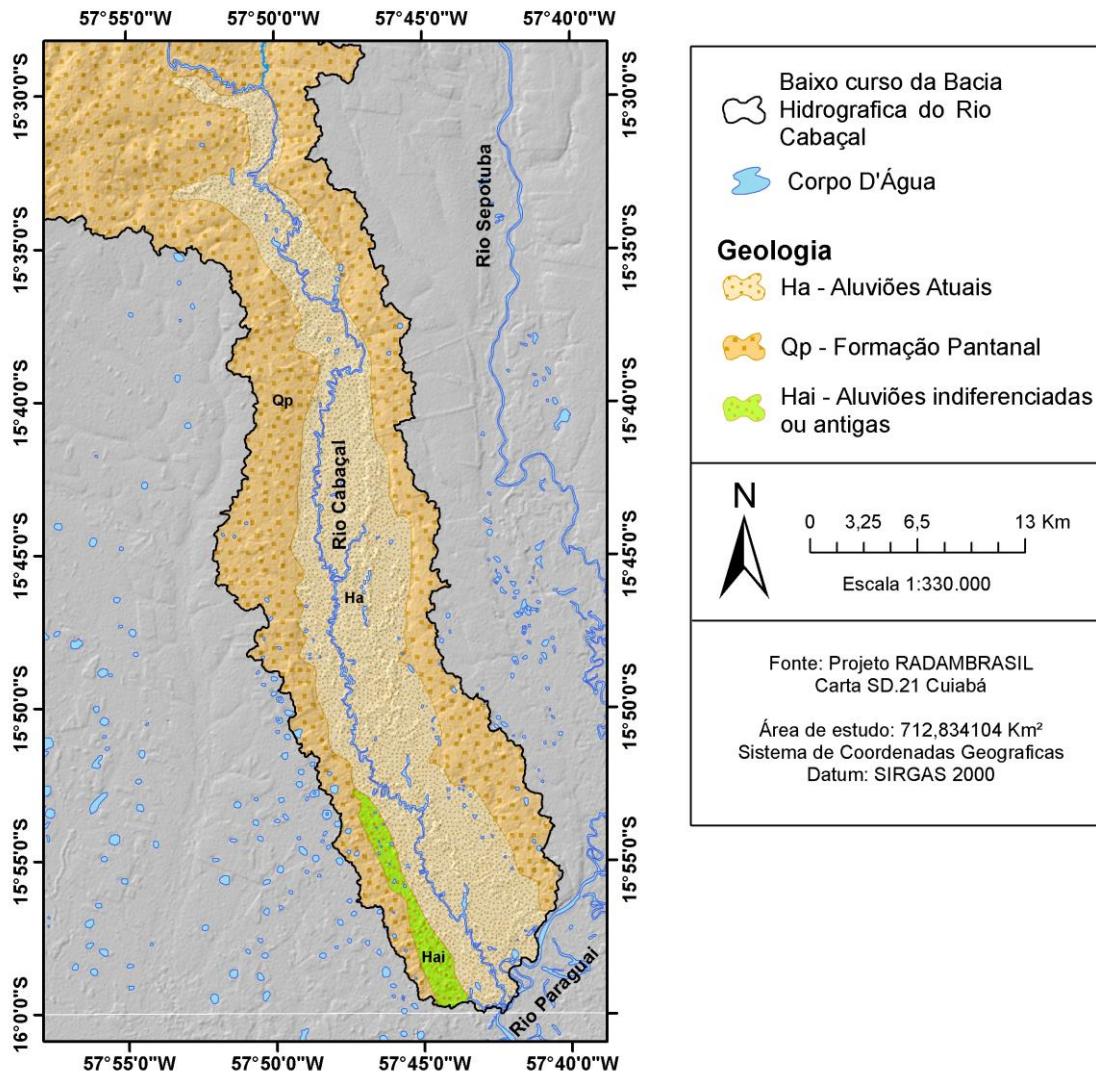 57°55'0"W 57°50'0"W 57°45'0"W 57°40'0"W
15°30'0"S
15°35'0"S
15°40'0"S
15°45'0"S
15°50'0"S
15°55'0"S
16°0'0"S
Rio Sepotuba
Qp
Rio Cabaçal
Ha
Hai
Rio Paraguai
15°30'0"S
15°35'0"S
15°40'0"S
15°45'0"S
15°50'0"S
15°55'0"S
57°55'0"W 57°50'0"W 57°45'0"W 57°40'0"W
Baixo curso da Bacia
Hidrografica do Rio
Cabaçal
Corpo D'Água
Geologia
Ha - Aluviões Atuais
Qp - Formação Pantanal
Hai - Aluviões indiferenciadas
ou antigas
N
0 3,25 6,5 13 Km
Escala 1:330.000
Fonte: Projeto RADAMBRASIL
Carta SD.21 Cuiabá
Área de estudo: 712,834104 Km²
Sistema de Coordenadas Geograficas
Datum: SIRGAS 2000